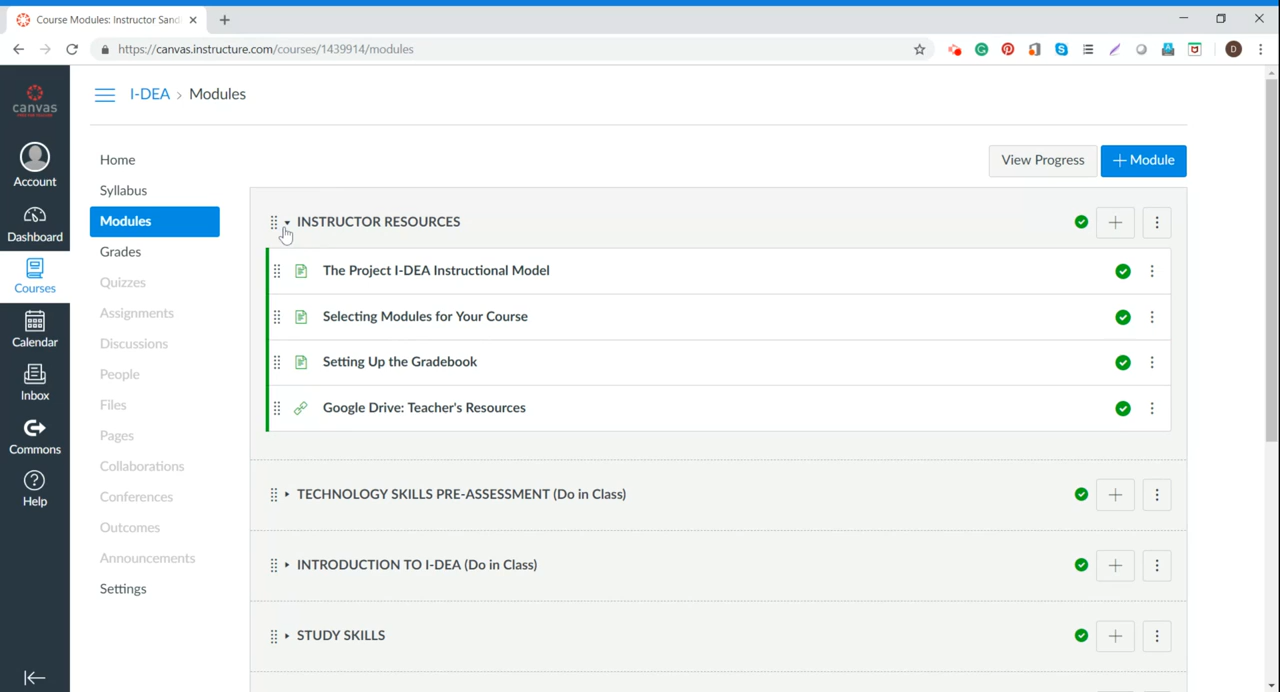 Course Modules: Instructor Sand
https://canvas.instructure.com/courses/1439914/modules
D
canvas
I-DEA > Modules
Account
Dashboard
Courses
Calendar
Inbox
Commons
Help
Home
Syllabus
Modules
Grades
Quizzes
Assignments
Discussions
People
Files
Pages
Collaborations
Conferences
Outcomes
Announcements
Settings
View Progress
+ Module
INSTRUCTOR RESOURCES
The Project I-DEA Instructional Model
Selecting Modules for Your Course
Setting Up the Gradebook
Google Drive: Teacher's Resources
TECHNOLOGY SKILLS PRE-ASSESSMENT (Do in Class)
INTRODUCTION TO I-DEA (Do in Class)
STUDY SKILLS